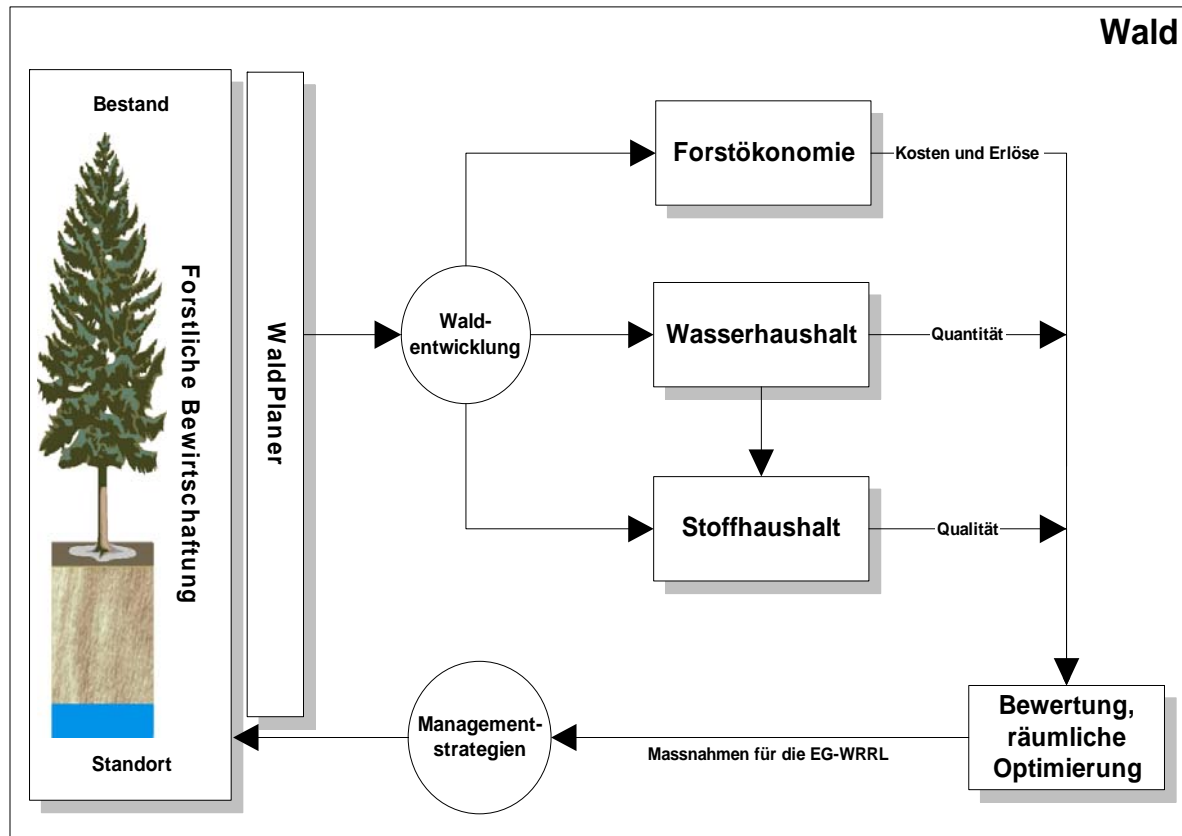 Wald
Bestand
Forstliche Bewirtschaftung
Standort
WaldPlaner
Wald-
entwicklung
Forstökonomie
Kosten und Erlöse
Wasserhaushalt
Quantität
Stoffhaushalt
Qualität
Bewertung,
räumliche
Optimierung
Massnahmen für die EG-WRRL
Management-
strategien